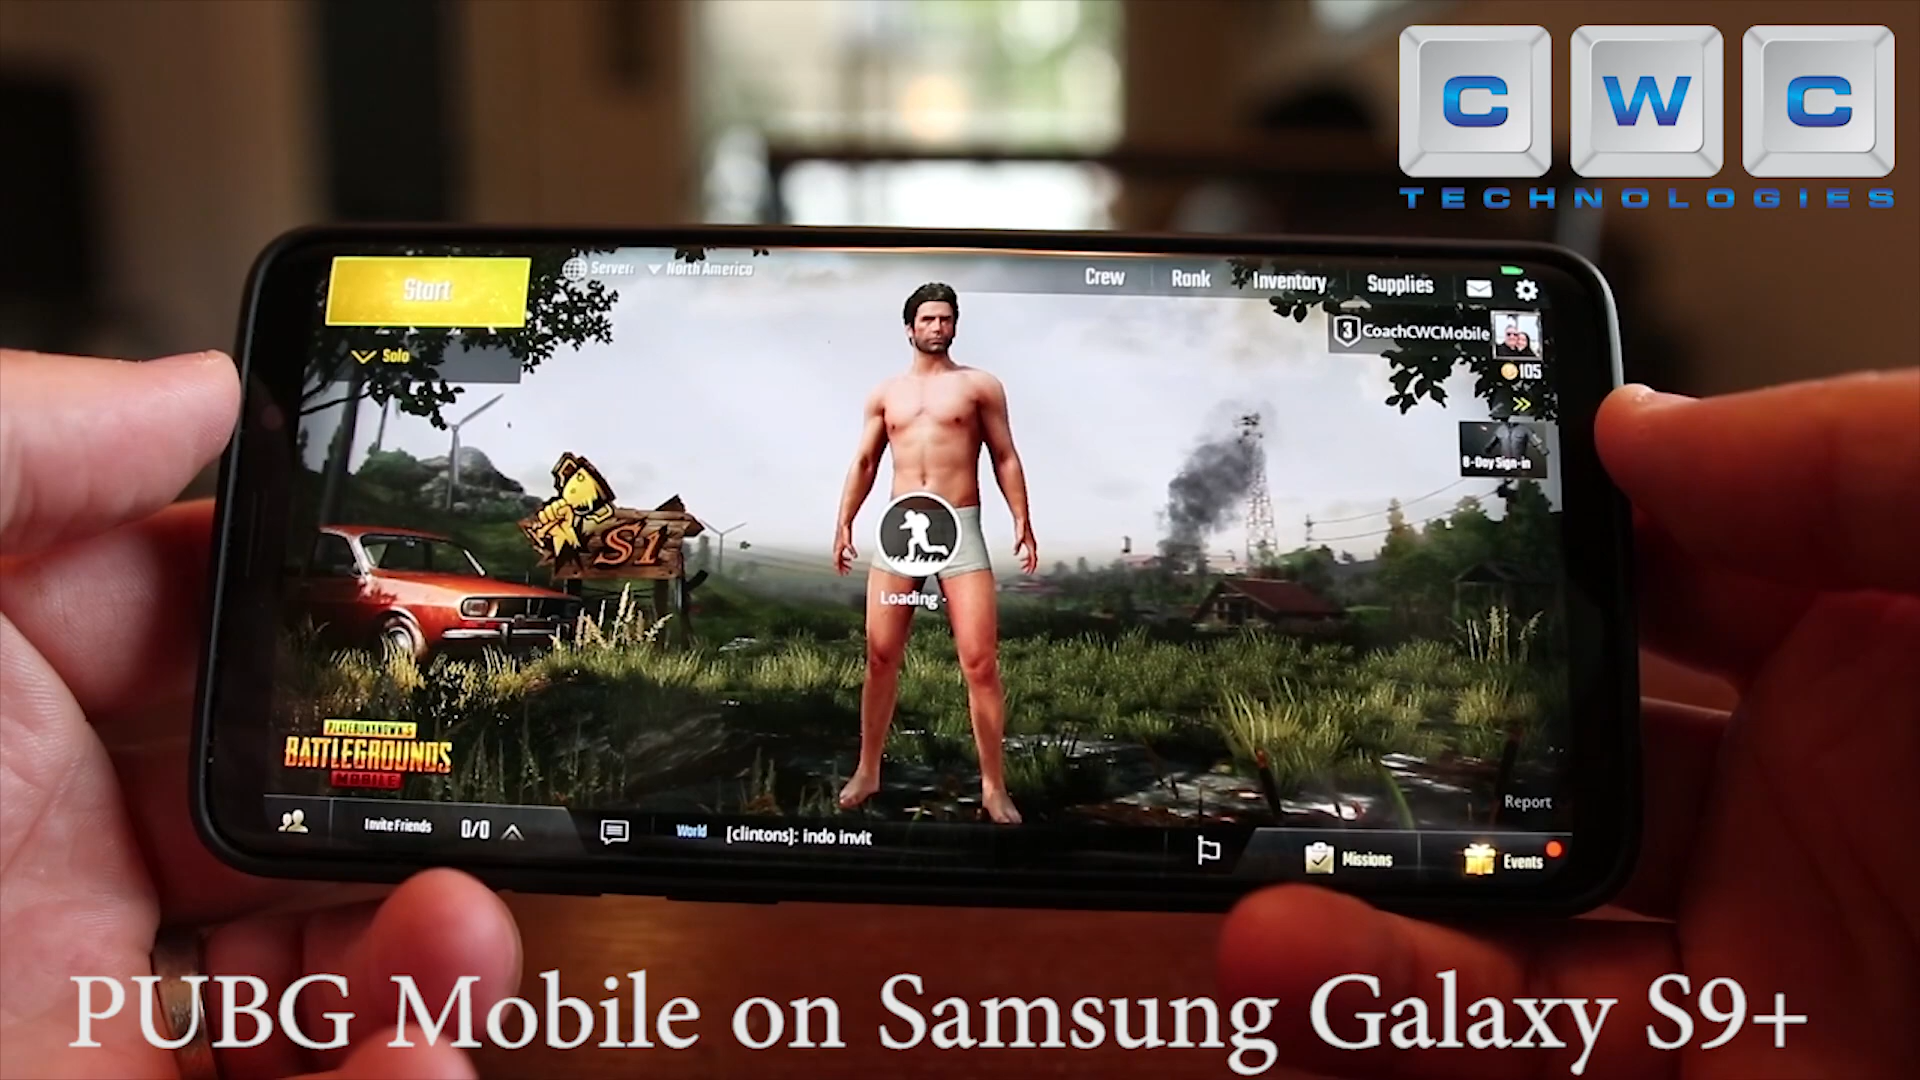 C W C
TECHNOLOGIES
Start
Server:
North America
Crew
Rank
Inventory
Supplies
Solo
3
CoachCWCMobile
105
8-Day Sign-in
S1
Loading
PLAYERUNKNOWN'S
BATTLEGROUNDS
MOBILE
Report
Invite Friends
0/0
World
[clintons]: indo invit
Missions
Events
PUBG Mobile on Samsung Galaxy S9+